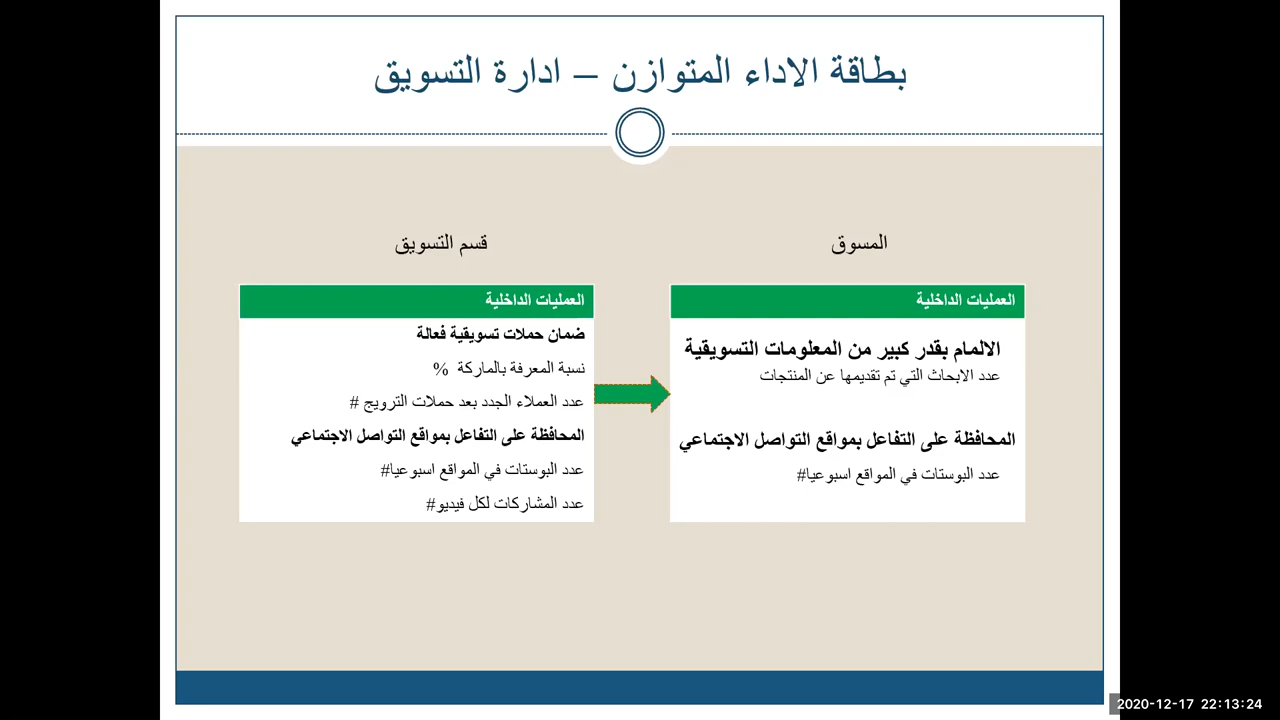 بطاقة الاداء المتوازن – ادارة التسويق
المسوق
العمليات الداخلية
الالمام بقدر كبير من المعلومات التسويقية
عدد الابحاث التي تم تقديمها عن المنتجات
المحافظة على التفاعل بمواقع التواصل الاجتماعي
عدد البوستات في المواقع اسبوعيا#
قسم التسويق
العمليات الداخلية
ضمان حملات تسويقية فعالة
نسبة المعرفة بالماركة %
عدد العملاء الجدد بعد حملات الترويج #
المحافظة على التفاعل بمواقع التواصل الاجتماعي
عدد البوستات في المواقع اسبوعيا#
عدد المشاركات لكل فيديو#
2020-12-17 22:13:24